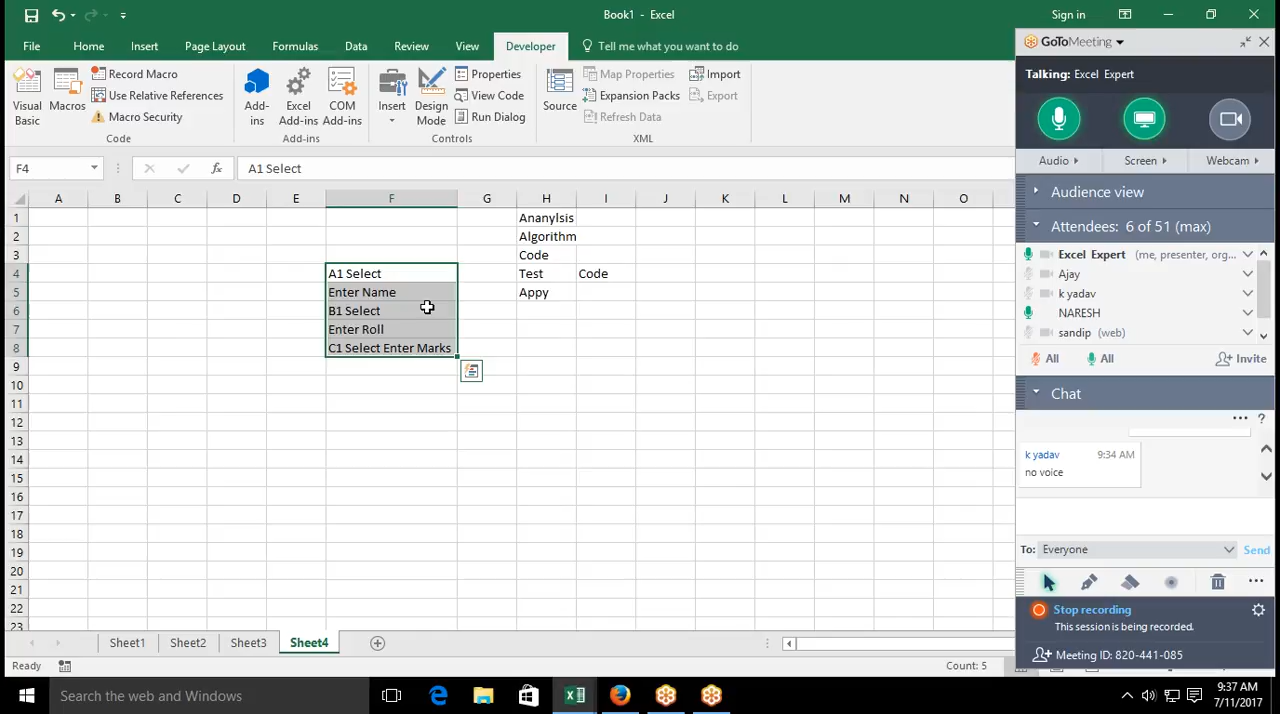 Book1 - Excel
Sign in
File Home Insert Page Layout Formulas Data Review View Developer Tell me what you want to do
Visual Basic
Macros
Record Macro
Use Relative References
Macro Security
Code
Add-ins
Excel Add-ins
COM Add-ins
Add-ins
Insert
Design Mode
Properties
View Code
Run Dialog
Controls
Source
Map Properties
Expansion Packs
Refresh Data
Import
Export
XML
F4
fx
A1 Select
A B C D E F G H I J K L M N O
1 Ananylsis
2 Algorithm
3 Code
4 A1 Select Test Code
5 Enter Name Appy
6 B1 Select
7 Enter Roll
8 C1 Select Enter Marks
9
10
11
12
13
14
15
16
17
18
19
20
21
22
23
Sheet1 Sheet2 Sheet3 Sheet4
Ready
Count: 5
GoToMeeting
Talking: Excel Expert
Audio Screen Webcam
Audience view
Attendees: 6 of 51 (max)
Excel Expert (me, presenter, org...
Ajay
k yadav
NARESH
sandip (web)
All All Invite
Chat
... ?
k yadav 9:34 AM
no voice
To: Everyone Send
Stop recording
This session is being recorded.
Meeting ID: 820-441-085
Search the web and Windows
9:37 AM
7/11/2017